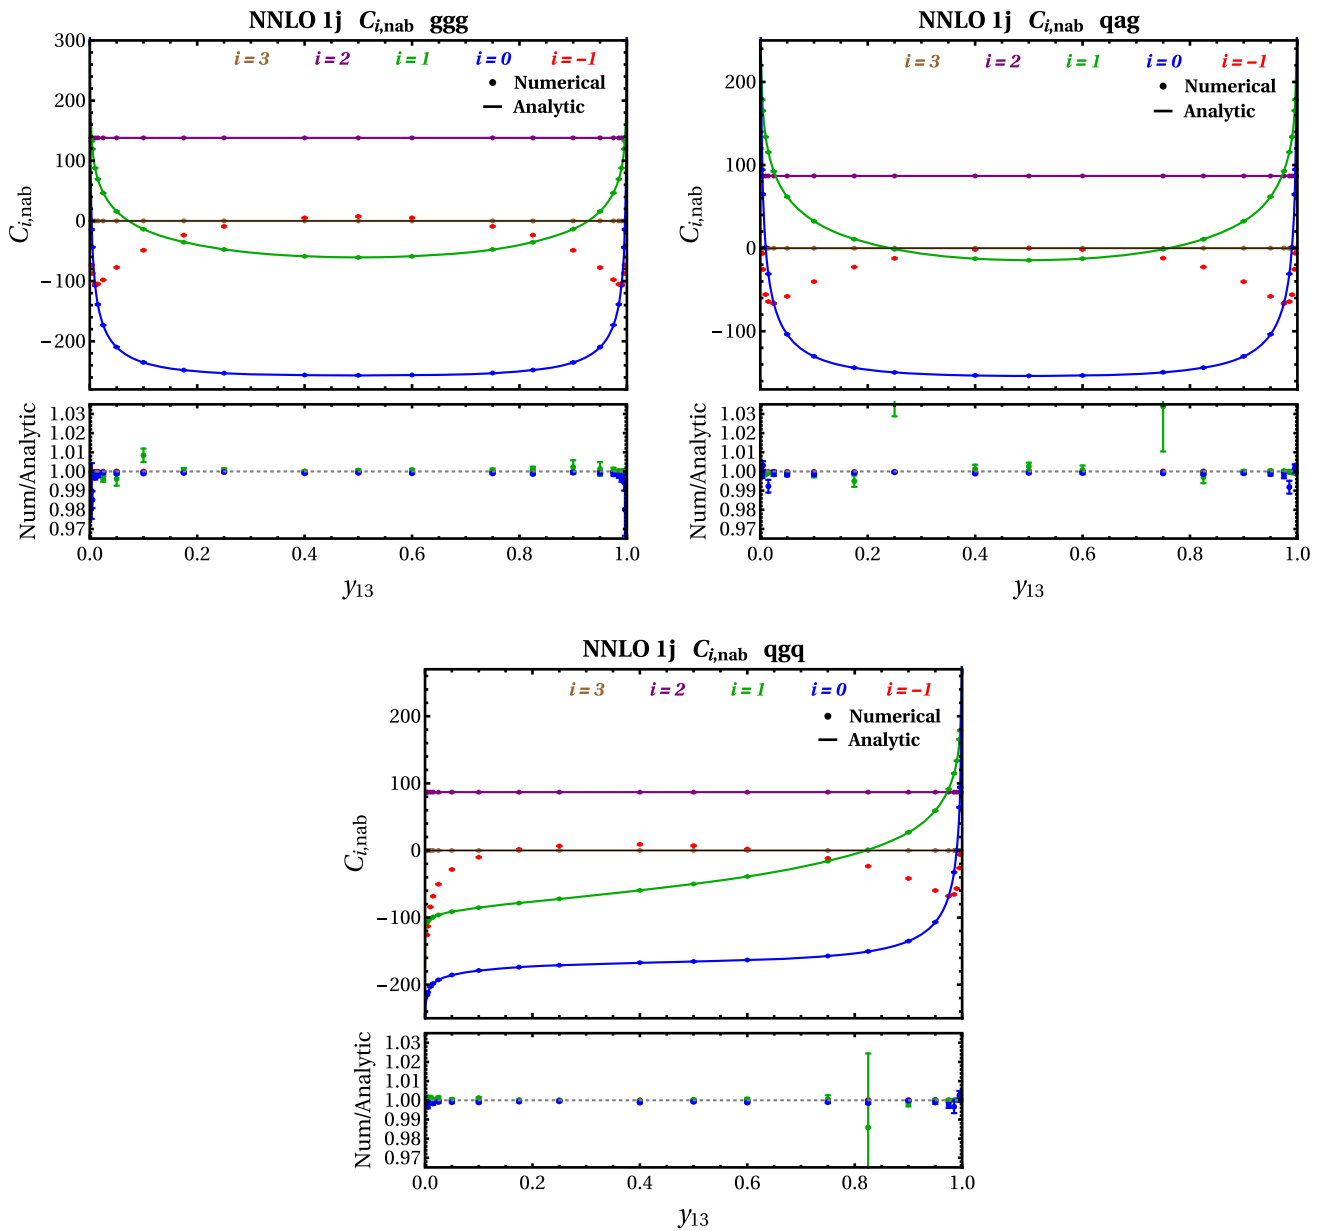 NNLO 1j C_{i,nab} ggg
300
200
100
0
−100
−200
C_{i,nab}
i = 3 i = 2 i = 1 i = 0 i = −1
Numerical
Analytic
1.03
1.02
1.01
1.00
0.99
0.98
0.97
Num/Analytic
0.0 0.2 0.4 0.6 0.8 1.0
y_{13}
NNLO 1j C_{i,nab} qag
200
100
0
−100
C_{i,nab}
i = 3 i = 2 i = 1 i = 0 i = −1
Numerical
Analytic
1.03
1.02
1.01
1.00
0.99
0.98
0.97
Num/Analytic
0.0 0.2 0.4 0.6 0.8 1.0
y_{13}
NNLO 1j C_{i,nab} qgq
200
100
0
−100
−200
C_{i,nab}
i = 3 i = 2 i = 1 i = 0 i = −1
Numerical
Analytic
1.03
1.02
1.01
1.00
0.99
0.98
0.97
Num/Analytic
0.0 0.2 0.4 0.6 0.8 1.0
y_{13}